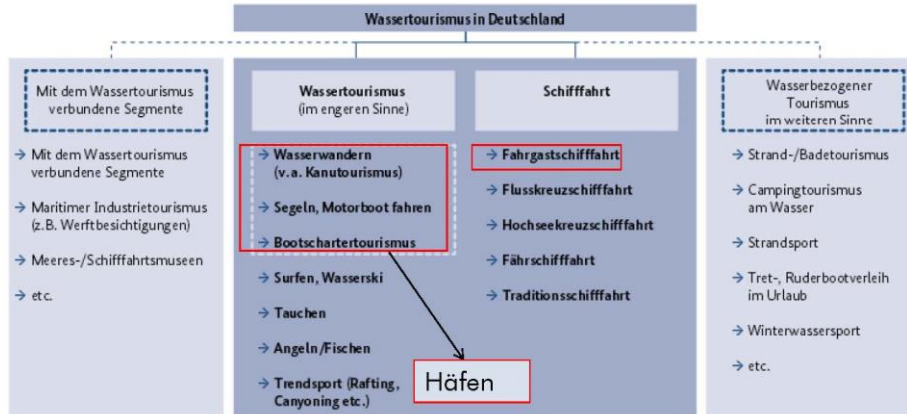 Wassertourismus in Deutschland
Mit dem Wassertourismus
verbundene Segmente
→ Mit dem Wassertourismus
verbundene Segmente
→ Maritimer Industrietourismus
(z.B. Werftbesichtigungen)
→ Meeres-/Schifffahrtsmuseen
→ etc.
Wassertourismus
(im engeren Sinne)
→ Wasserwandern
(v.a. Kanutourismus)
→ Segeln, Motorboot fahren
→ Bootschartertourismus
→ Surfen, Wasserski
→ Tauchen
→ Angeln/Fischen
→ Trendsport (Rafting,
Canyoning etc.)
Häfen
Schifffahrt
→ Fahrgastschifffahrt
→ Flusskreuzschifffahrt
→ Hochseekreuzschifffahrt
→ Fährschifffahrt
→ Traditionsschifffahrt
Wasserbezogener
Tourismus
im weiteren Sinne
→ Strand-/Badetourismus
→ Campingtourismus
am Wasser
→ Strandsport
→ Tret-, Ruderbootverleih
im Urlaub
→ Winterwassersport
→ etc.